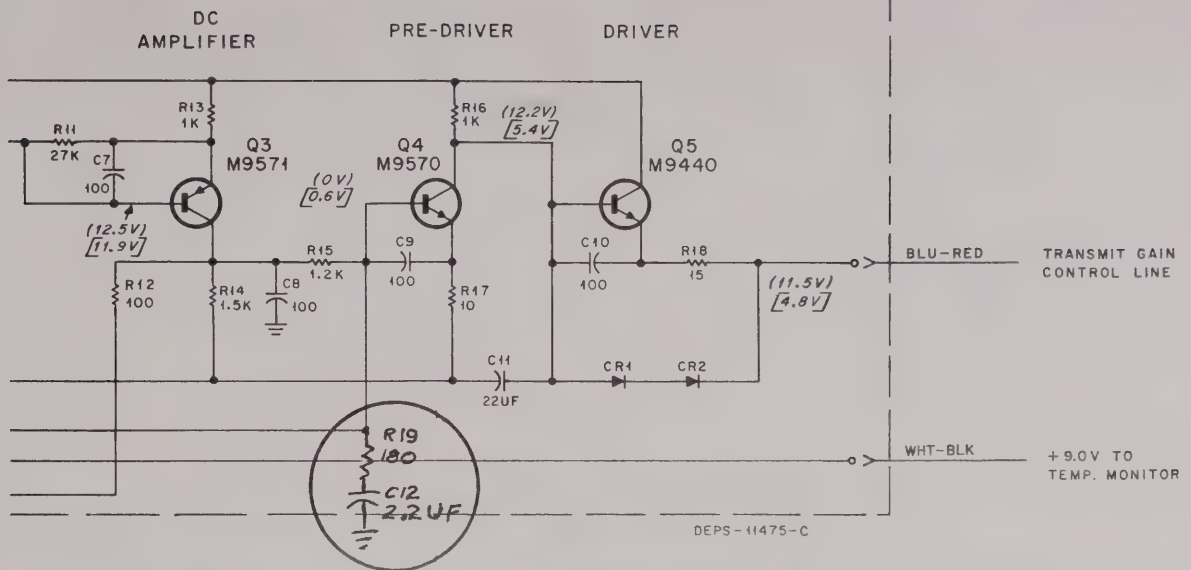 DC
AMPLIFIER
PRE-DRIVER
DRIVER
R13
1K
R16
1K
(12.2V)
[5.4V]
R11
27K
C7
100
Q3
M9571
Q4
M9570
Q5
M9440
(0V)
[0.6V]
(12.5V)
[11.9V]
R15
1.2K
C9
100
C10
100
R18
15
BLU-RED
TRANSMIT GAIN
CONTROL LINE
R12
100
R14
1.5K
C8
100
R17
10
(11.5V)
[4.8V]
C11
22UF
CR1
CR2
R19
180
C12
2.2UF
WHT-BLK
+9.0V TO
TEMP. MONITOR
DEPS-11475-C